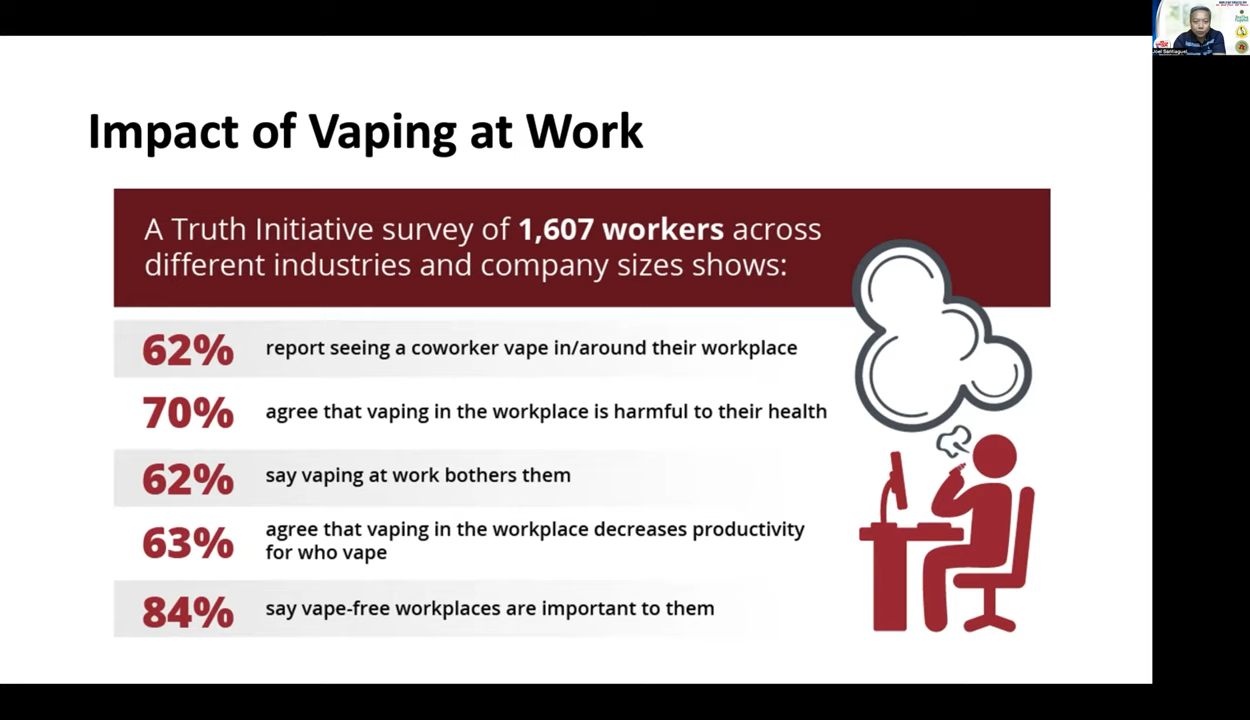 Impact of Vaping at Work
A Truth Initiative survey of 1,607 workers across
different industries and company sizes shows:
62%
report seeing a coworker vape in/around their workplace
70%
agree that vaping in the workplace is harmful to their health
62%
say vaping at work bothers them
63%
agree that vaping in the workplace decreases productivity
for who vape
84%
say vape-free workplaces are important to them
Joel Santiaguel